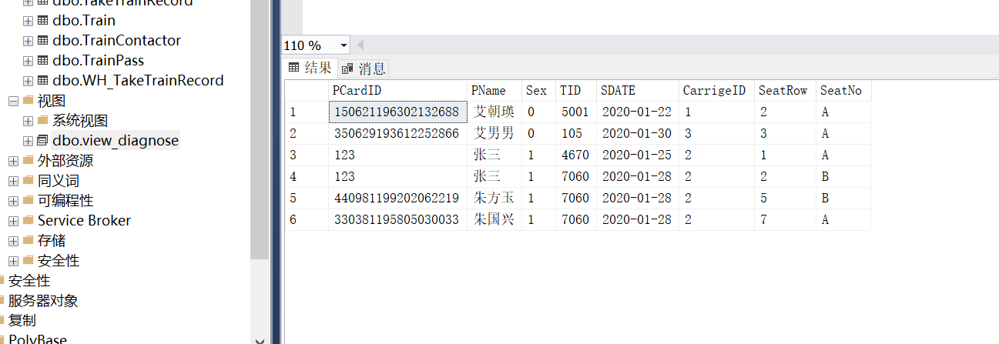 dbo.TakeTrainRecord
dbo.Train
dbo.TrainContactor
dbo.TrainPass
dbo.WH_TakeTrainRecord
视图
系统视图
dbo.view_diagnose
外部资源
同义词
可编程性
Service Broker
存储
安全性
安全性
服务器对象
复制
PolyBase
110 %
结果 消息
PCardID PName Sex TID SDATE CarrigeID SeatRow SeatNo
1 150621196302132688 艾朝瑛 0 5001 2020-01-22 1 2 A
2 350629193612252866 艾男男 0 105 2020-01-30 3 3 A
3 123 张三 1 4670 2020-01-25 2 1 A
4 123 张三 1 7060 2020-01-28 2 2 B
5 440981199202062219 朱方玉 1 7060 2020-01-28 2 5 B
6 330381195805030033 朱国兴 1 7060 2020-01-28 2 7 A